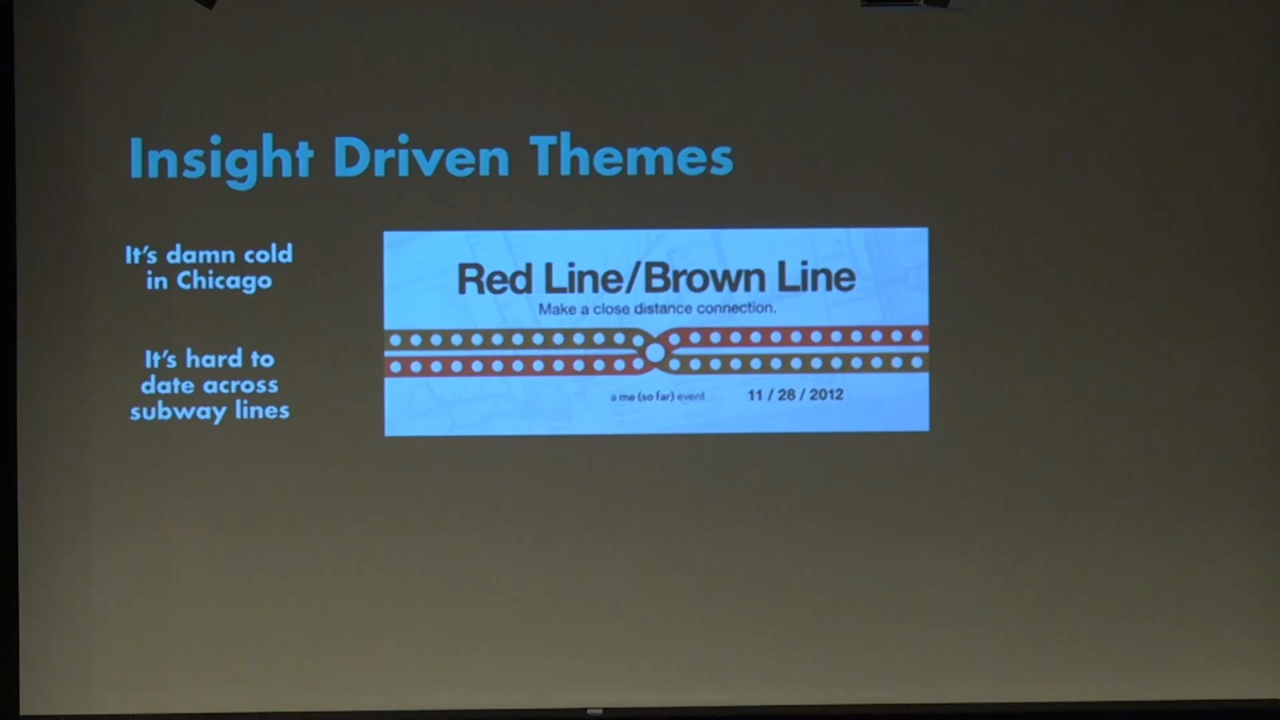 Insight Driven Themes
It's damn cold
in Chicago
It's hard to
date across
subway lines
Red Line/Brown Line
Make a close distance connection.
a me (so far) event
11 / 28 / 2012